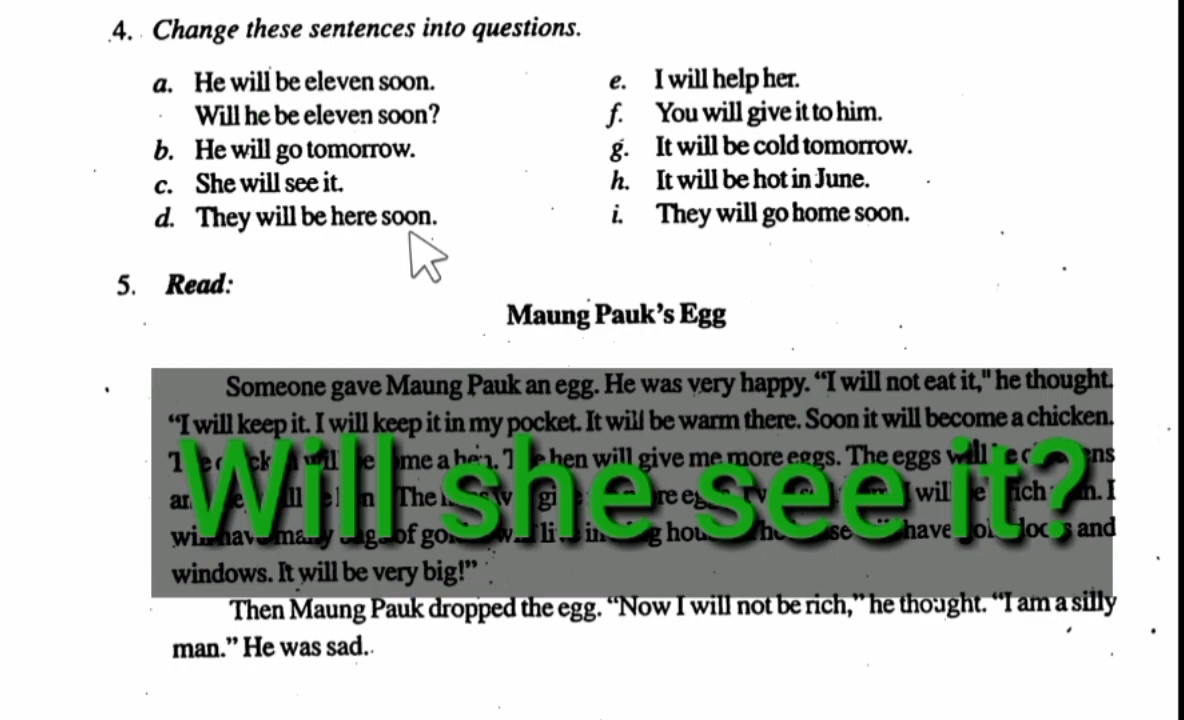 4. Change these sentences into questions.
a. He will be eleven soon.
Will he be eleven soon?
b. He will go tomorrow.
c. She will see it.
d. They will be here soon.
e. I will help her.
f. You will give it to him.
g. It will be cold tomorrow.
h. It will be hot in June.
i. They will go home soon.
5. Read:
Maung Pauk's Egg
Someone gave Maung Pauk an egg. He was very happy. “I will not eat it," he thought.
“I will keep it. I will keep it in my pocket. It will be warm there. Soon it will become a chicken.
me a hen. hen will give me more eggs. The eggs will
will I
many of in have and
windows. It will be very big!”
Will she see it?
Then Maung Pauk dropped the egg. “Now I will not be rich,” he thought. “I am a silly
man.” He was sad.